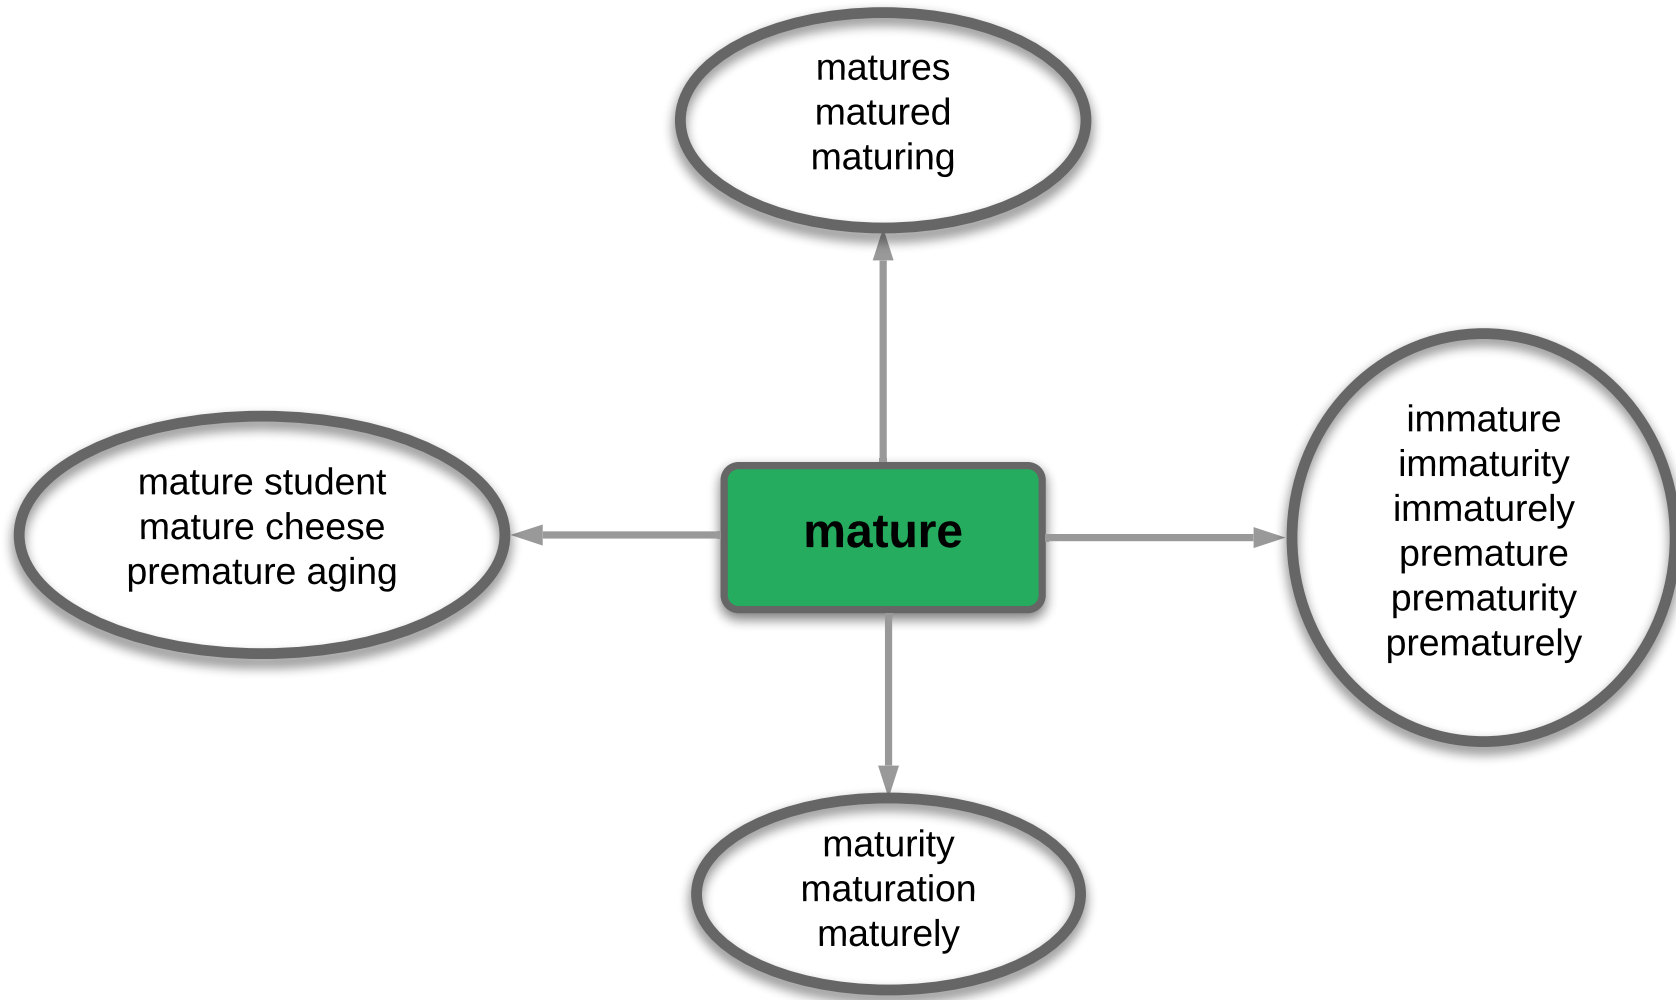 matures
matured
maturing
mature student
mature cheese
premature aging
mature
immature
immaturity
immaturely
premature
prematurity
prematurely
maturity
maturation
maturely